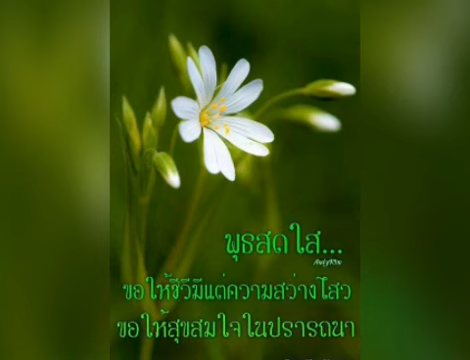 พุธสดใส...
ขอให้ชีวีมีแต่ความสว่างไสว
ขอให้สุขสมใจในปรารถนา